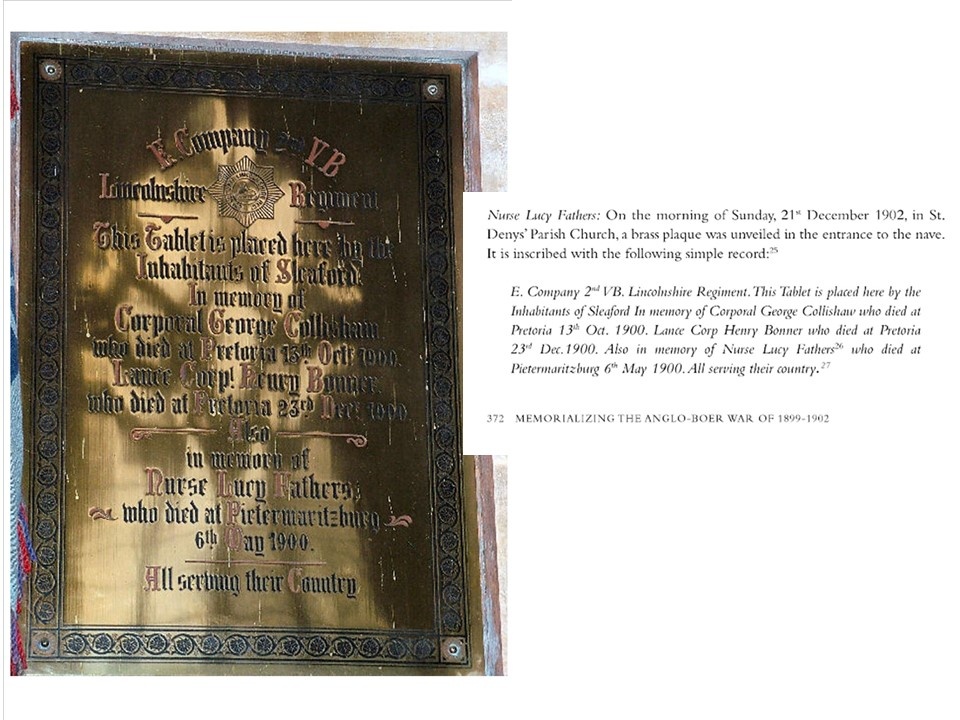 E. Company 2nd VB
Lincolnshire Regiment
This Tablet is placed here by the
Inhabitants of Sleaford.
In memory of
Corporal George Collishaw,
who died at Pretoria 13th Oct. 1900.
Lance Corpl. Henry Bonner,
who died at Pretoria 23rd Decr. 1900.
Also
in memory of
Nurse Lucy Fathers,
who died at Pietermaritzburg
6th May 1900.
All serving their Country
Nurse Lucy Fathers: On the morning of Sunday, 21st December 1902, in St.
Denys' Parish Church, a brass plaque was unveiled in the entrance to the nave.
It is inscribed with the following simple record:25
E. Company 2nd VB. Lincolnshire Regiment. This Tablet is placed here by the
Inhabitants of Sleaford In memory of Corporal George Collishaw who died at
Pretoria 13th Oct. 1900. Lance Corp Henry Bonner who died at Pretoria
23rd Dec. 1900. Also in memory of Nurse Lucy Fathers26 who died at
Pietermaritzburg 6th May 1900. All serving their country.27
372 MEMORIALIZING THE ANGLO-BOER WAR OF 1899-1902